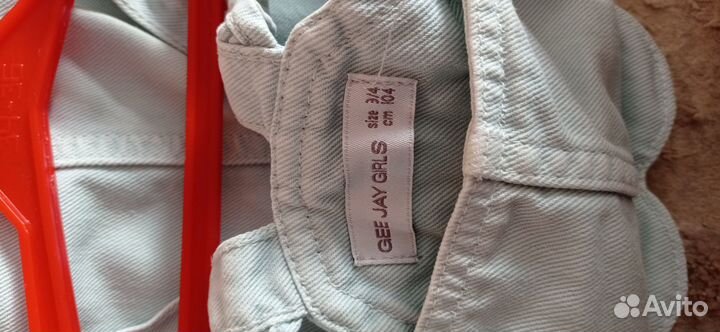 GEE JAY GIRLS
size 3/4
cm 104
Avito